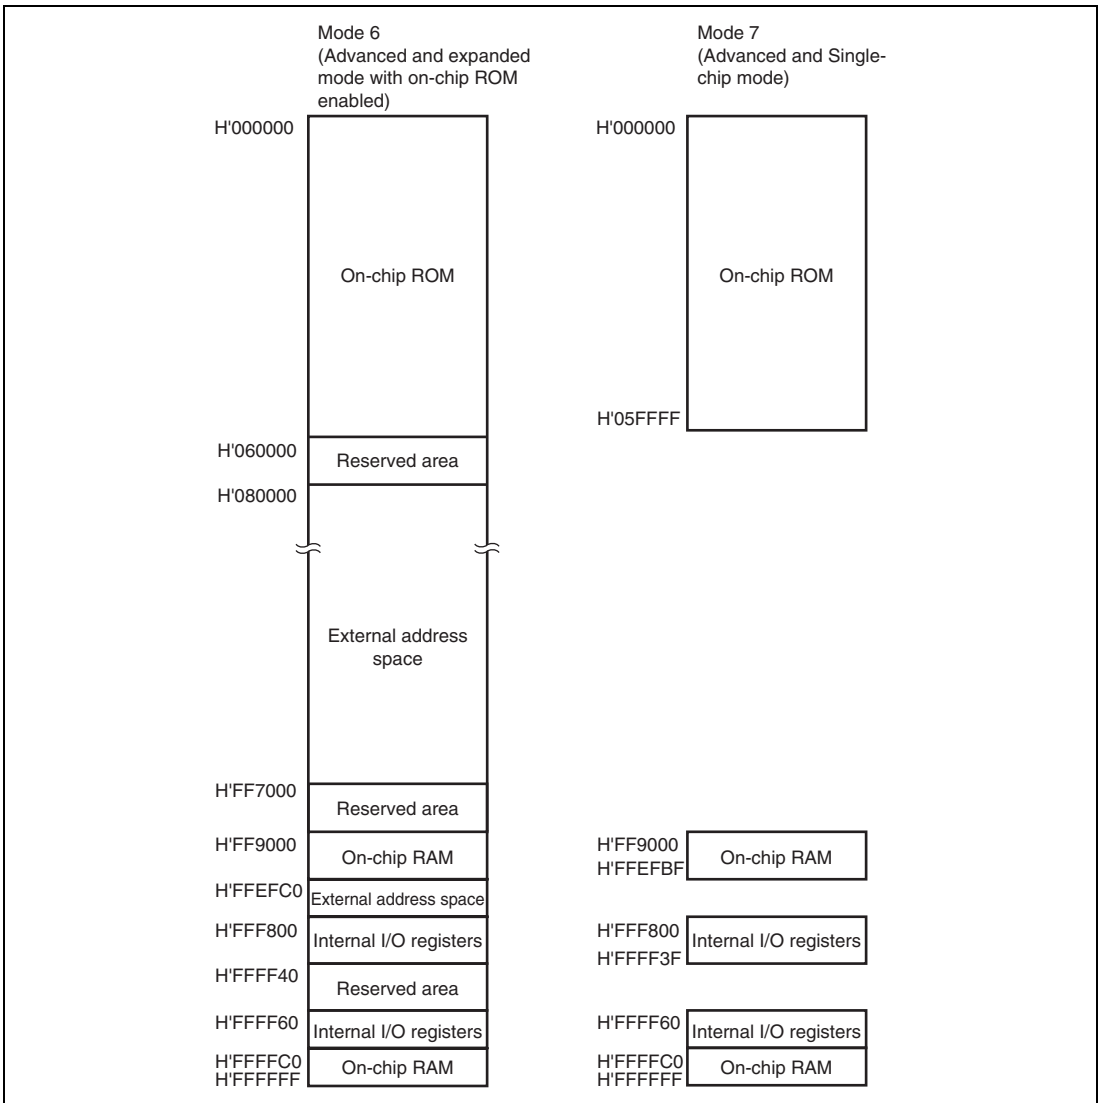 Mode 6
(Advanced and expanded
mode with on-chip ROM
enabled)
H'000000
On-chip ROM
H'060000
Reserved area
H'080000
External address
space
H'FF7000
Reserved area
H'FF9000
On-chip RAM
H'FFEFC0
External address space
H'FFF800
Internal I/O registers
H'FFFF40
Reserved area
H'FFFF60
Internal I/O registers
H'FFFFC0
On-chip RAM
H'FFFFFF
Mode 7
(Advanced and Single-
chip mode)
H'000000
On-chip ROM
H'05FFFF
H'FF9000
On-chip RAM
H'FFEFBF
H'FFF800
Internal I/O registers
H'FFFF3F
H'FFFF60
Internal I/O registers
H'FFFFC0
On-chip RAM
H'FFFFFF